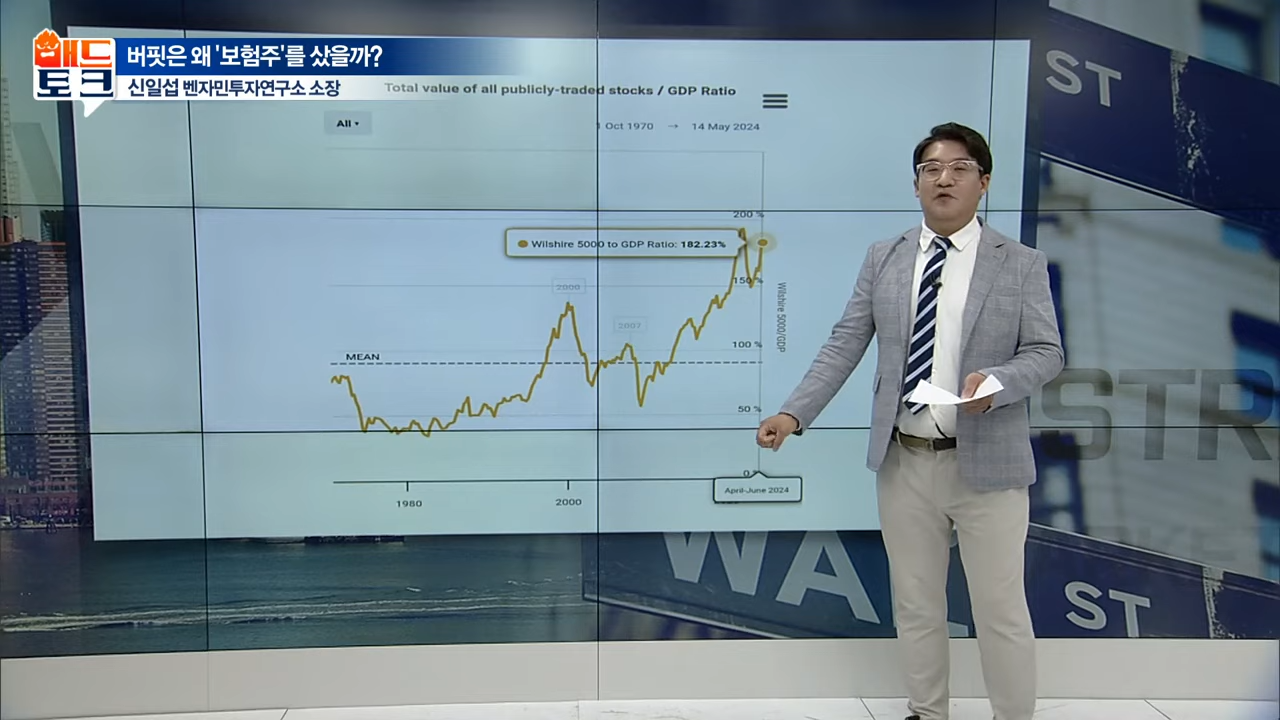 배드
토크
버핏은 왜 '보험주'를 샀을까?
신일섭 벤자민투자연구소 소장
Total value of all publicly-traded stocks / GDP Ratio
All
1 Oct 1970 → 14 May 2024
200 %
Wilshire 5000 to GDP Ratio: 182.23%
150 %
2000
2007
100 %
MEAN
50 %
0 %
Wilshire 5000/GDP
April-June 2024
1980
2000
ST
STR
WALL
ST